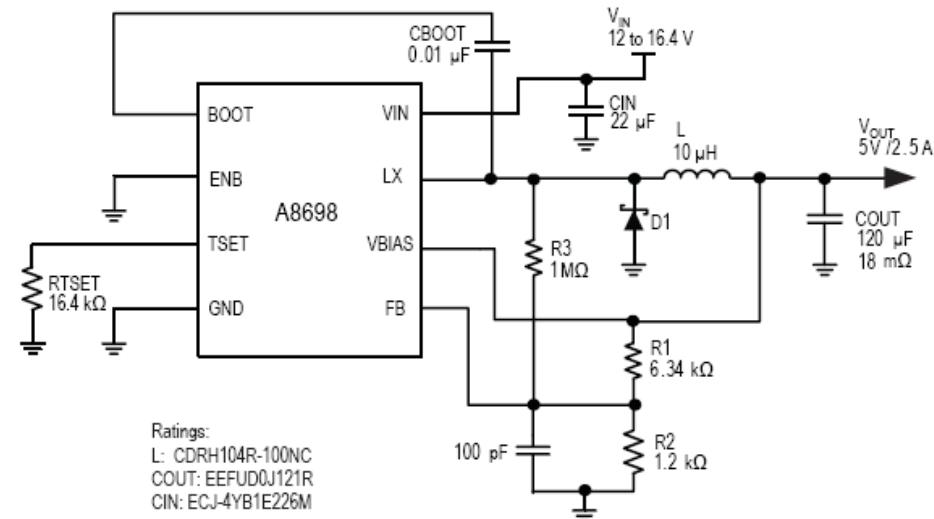 CBOOT
0.01 µF
VIN
12 to 16.4 V
BOOT
VIN
CIN
22 µF
L
10 µH
VOUT
5V /2.5 A
ENB
LX
A8698
D1
COUT
120 µF
18 mΩ
TSET
VBIAS
R3
1MΩ
RTSET
16.4 kΩ
GND
FB
R1
6.34 kΩ
Ratings:
L: CDRH104R-100NC
COUT: EEFUD0J121R
CIN: ECJ-4YB1E226M
100 pF
R2
1.2 kΩ